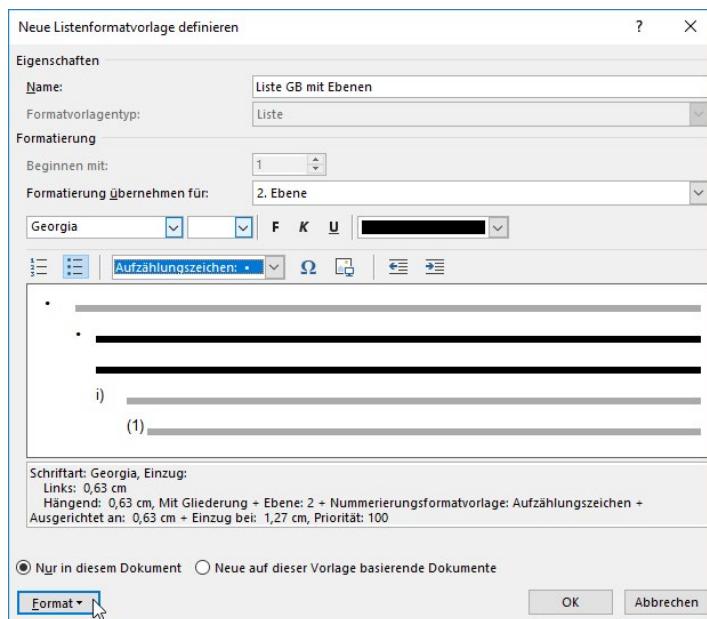 Neue Listenformatvorlage definieren ? ×
Eigenschaften
Name: Liste GB mit Ebenen
Formatvorlagentyp: Liste
Formatierung
Beginnen mit: 1
Formatierung übernehmen für: 2. Ebene
Georgia F K U
Aufzählungszeichen: • Ω
•
•
i)
(1)
Schriftart: Georgia, Einzug:
Links: 0,63 cm
Hängend: 0,63 cm, Mit Gliederung + Ebene: 2 + Nummerierungsformatvorlage: Aufzählungszeichen +
Ausgerichtet an: 0,63 cm + Einzug bei: 1,27 cm, Priorität: 100
Nur in diesem Dokument Neue auf dieser Vorlage basierende Dokumente
Format OK Abbrechen